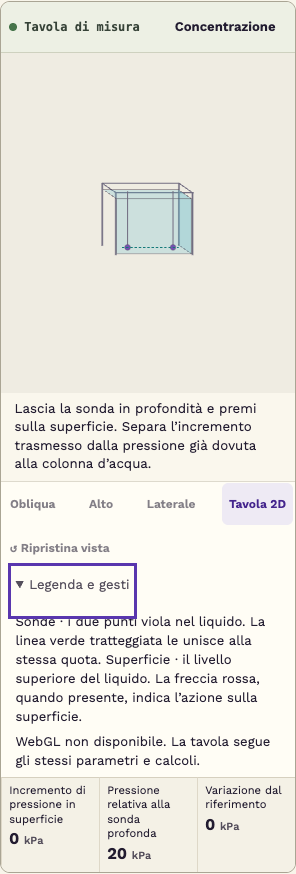 Tavola di misura
Concentrazione
Lascia la sonda in profondità e premi
sulla superficie. Separa l’incremento
trasmesso dalla pressione già dovuta
alla colonna d’acqua.
Obliqua
Alto
Laterale
Tavola 2D
↺ Ripristina vista
▼ Legenda e gesti
Sonde · i due punti viola nel liquido. La
linea verde tratteggiata le unisce alla
stessa quota. Superficie · il livello
superiore del liquido. La freccia rossa,
quando presente, indica l’azione sulla
superficie.
WebGL non disponibile. La tavola segue
gli stessi parametri e calcoli.
Incremento di
pressione in
superficie
0 kPa
Pressione
relativa alla
sonda
profonda
20 kPa
Variazione dal
riferimento
0 kPa